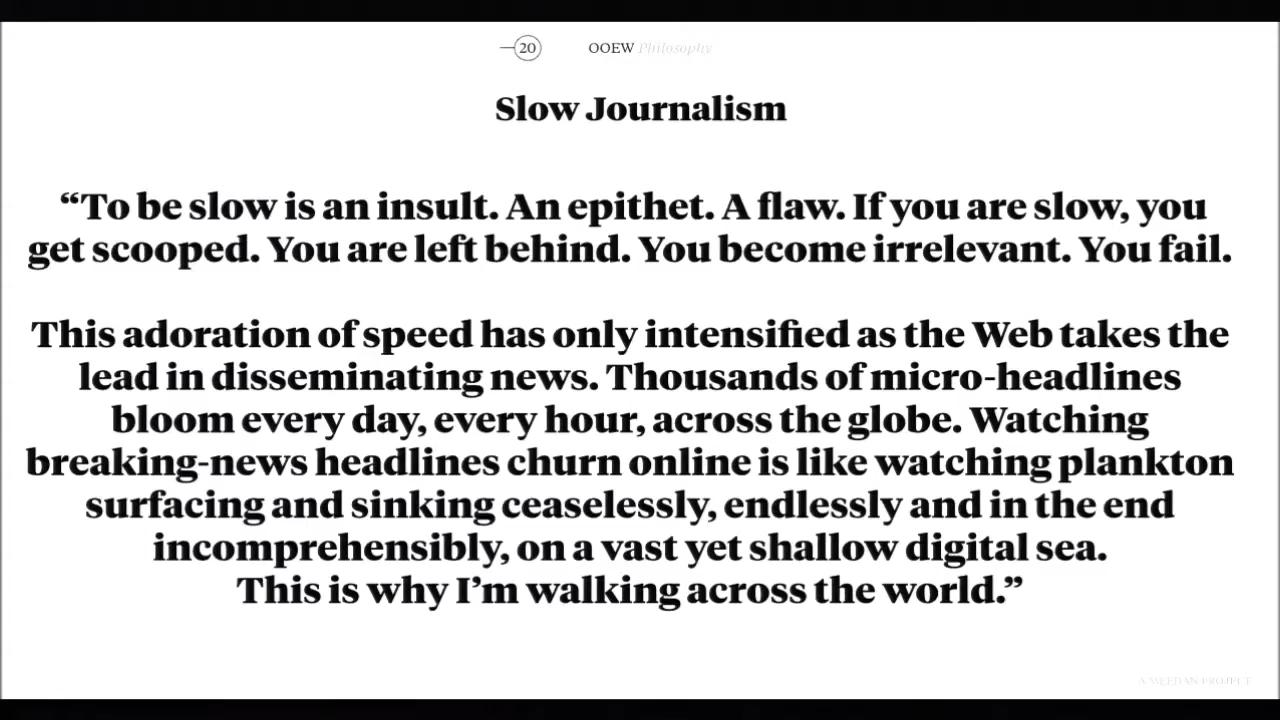 20 OOEW Philosophy
Slow Journalism
“To be slow is an insult. An epithet. A flaw. If you are slow, you
get scooped. You are left behind. You become irrelevant. You fail.
This adoration of speed has only intensified as the Web takes the
lead in disseminating news. Thousands of micro-headlines
bloom every day, every hour, across the globe. Watching
breaking-news headlines churn online is like watching plankton
surfacing and sinking ceaselessly, endlessly and in the end
incomprehensibly, on a vast yet shallow digital sea.
This is why I’m walking across the world.”
A MEEDAN PROJECT